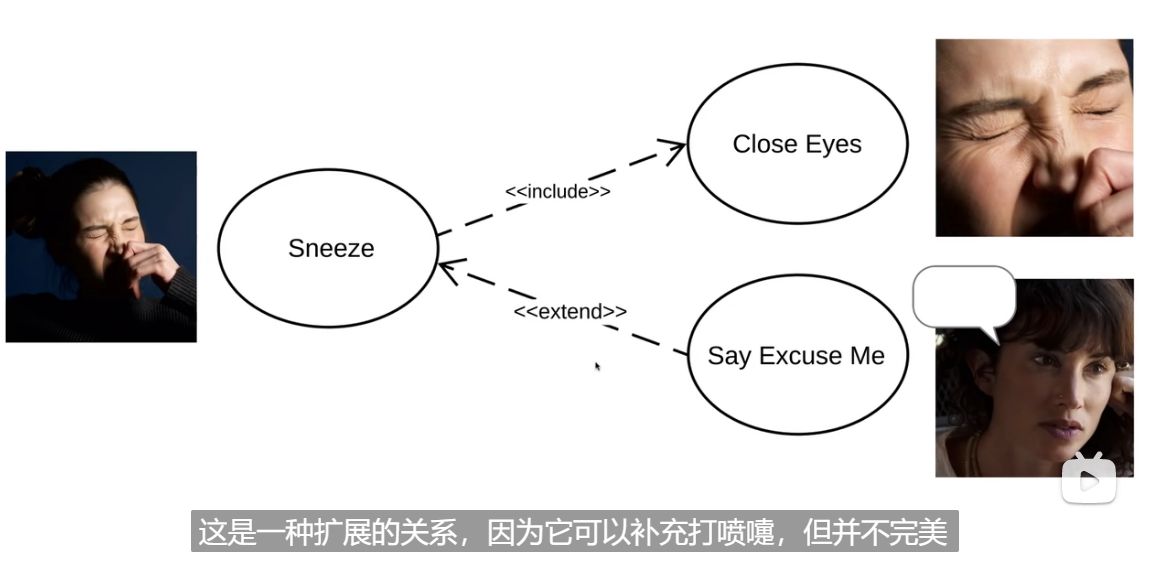 Close Eyes
<<include>>
Sneeze
<<extend>>
Say Excuse Me
这是一种扩展的关系，因为它可以补充打喷嚏，但并不完美